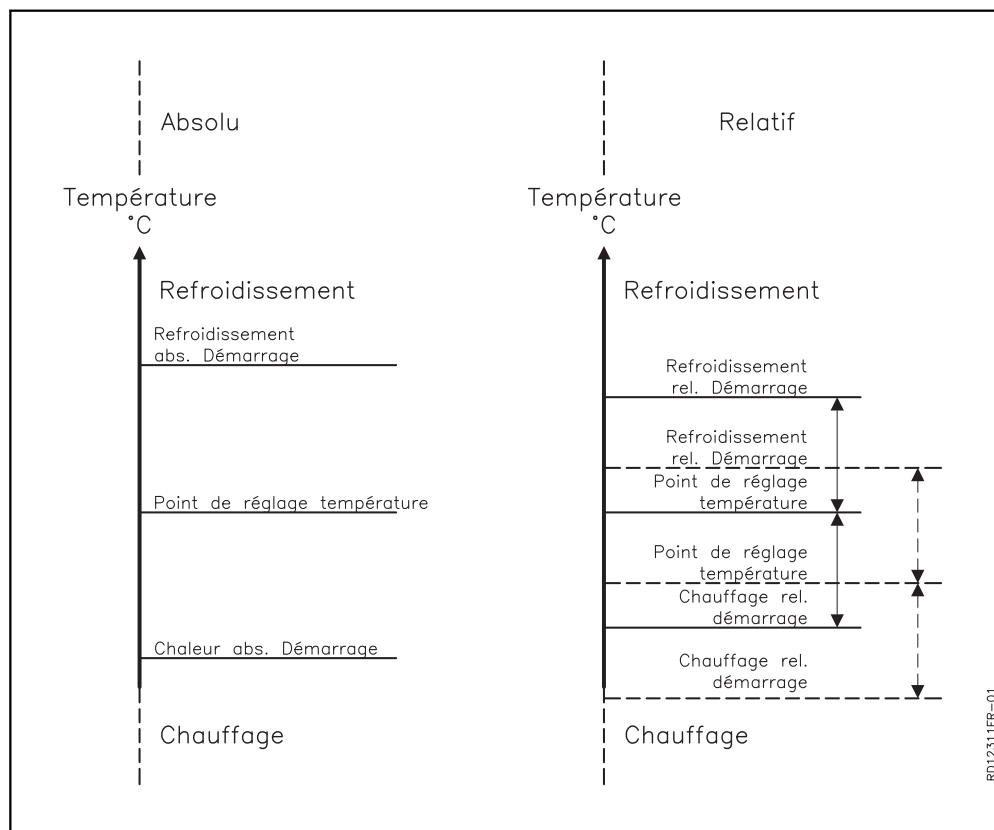 Absolu
Température
°C
Refroidissement
Refroidissement
abs. Démarrage
Point de réglage température
Chaleur abs. Démarrage
Chauffage
Relatif
Température
°C
Refroidissement
Refroidissement
rel. Démarrage
Refroidissement
rel. Démarrage
Point de réglage
température
Point de réglage
température
Chauffage rel.
démarrage
Chauffage rel.
démarrage
Chauffage
RD12311FR-01